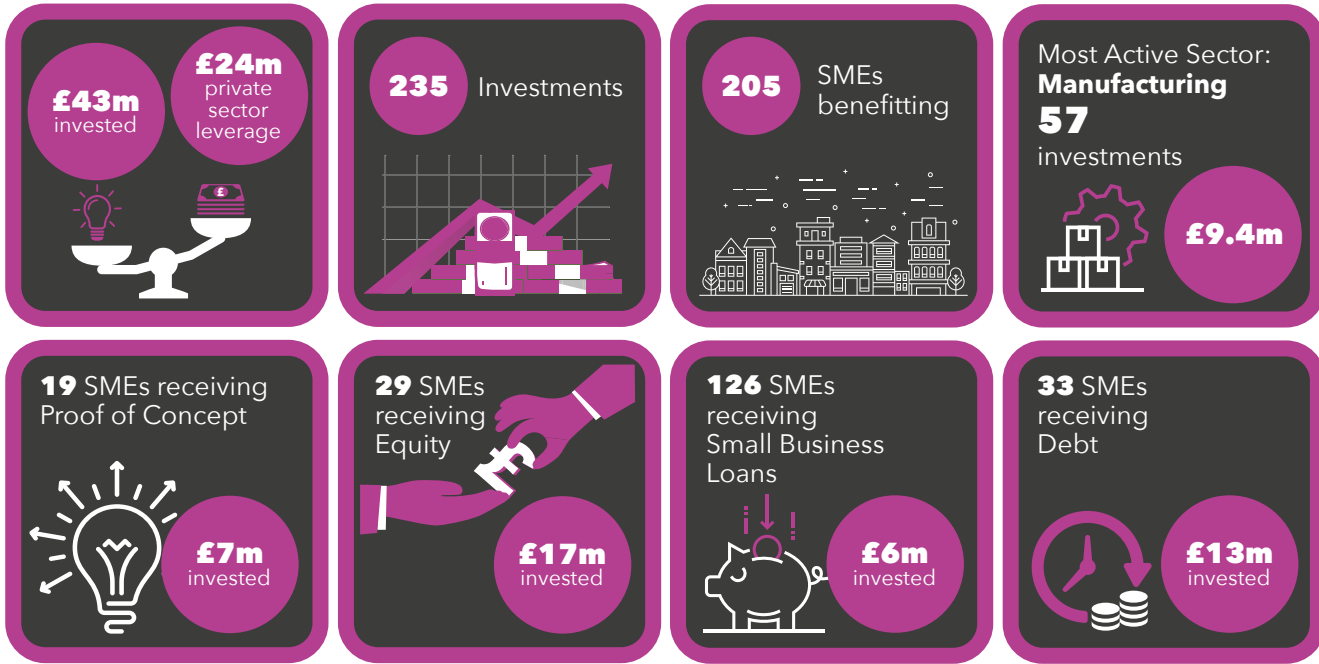 £43m
invested
£24m
private
sector
leverage
£
235
Investments
205
SMEs
benefitting
Most Active Sector:
Manufacturing
57
investments
£9.4m
19 SMEs receiving
Proof of Concept
£7m
invested
29 SMEs
receiving
Equity
£
£17m
invested
126 SMEs
receiving
Small Business
Loans
£6m
invested
33 SMEs
receiving
Debt
£13m
invested